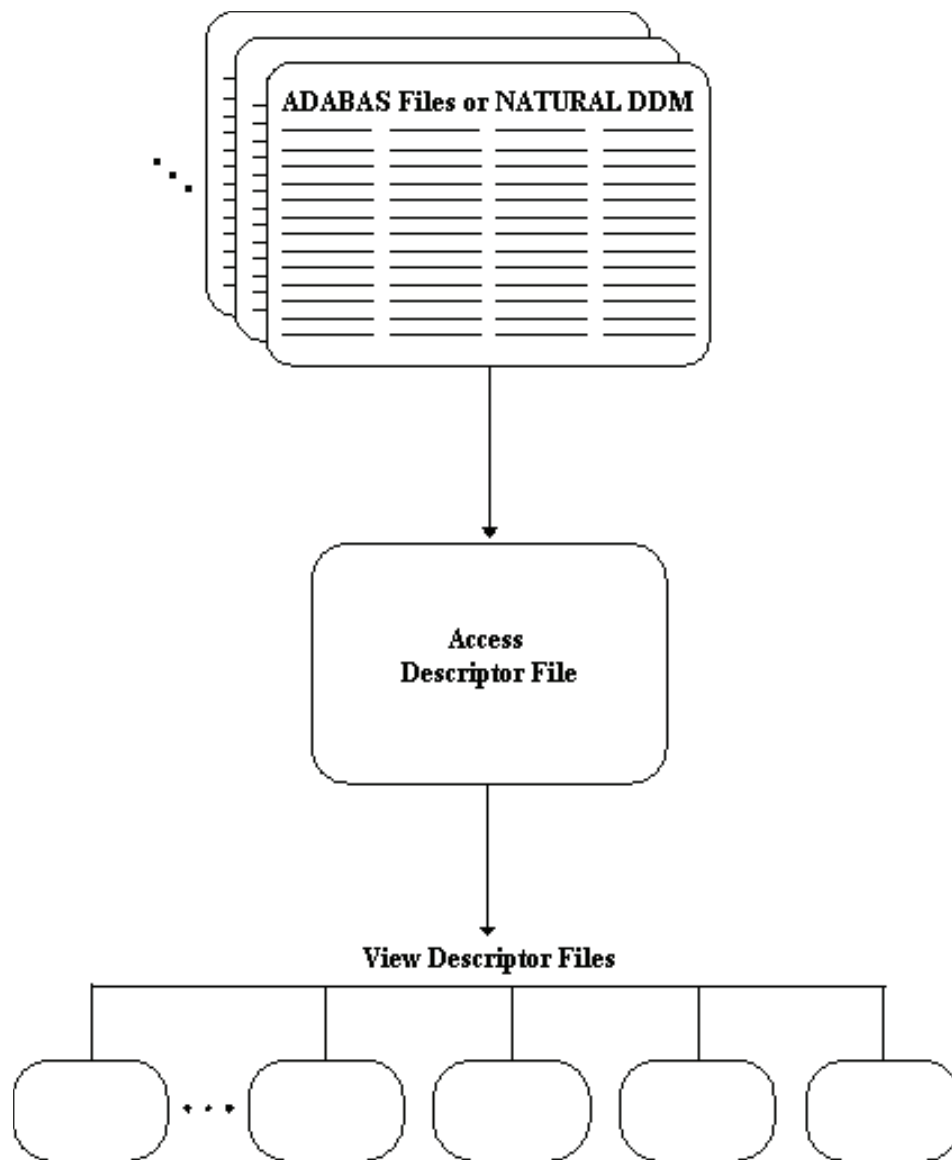 ADABAS Files or NATURAL DDM
Access
Descriptor File
View Descriptor Files